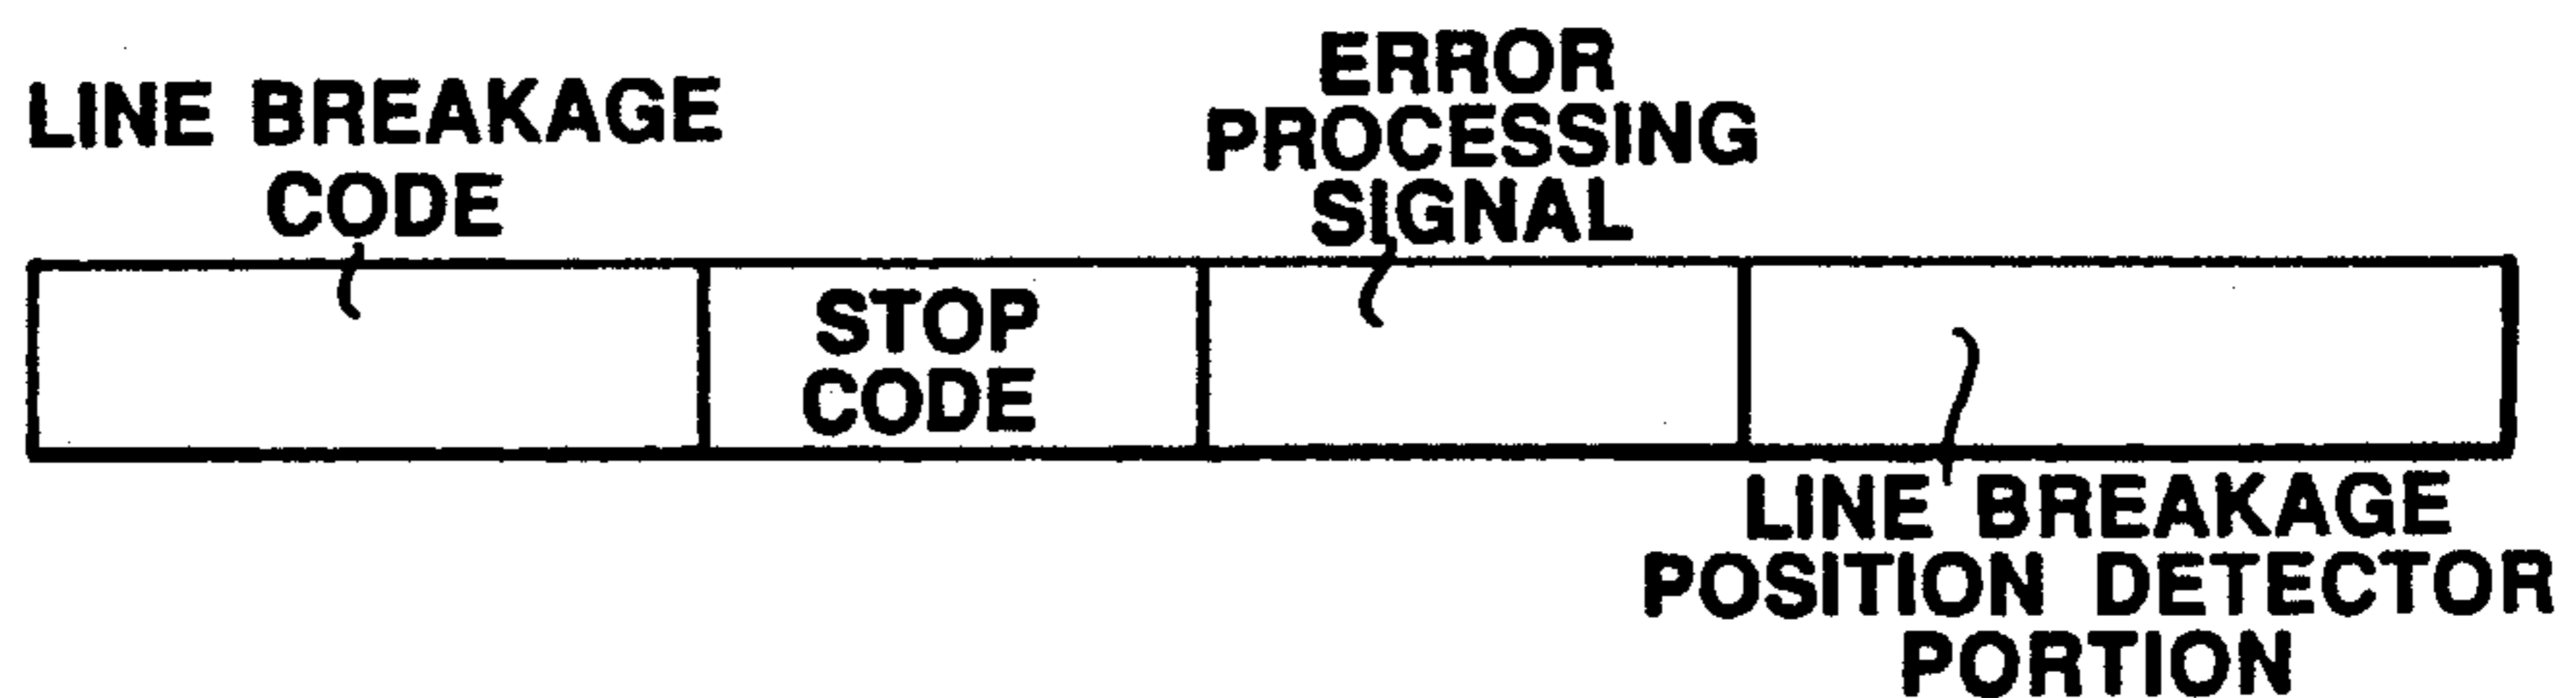 LINE BREAKAGE
CODE
STOP
CODE
ERROR
PROCESSING
SIGNAL
LINE BREAKAGE
POSITION DETECTOR
PORTION